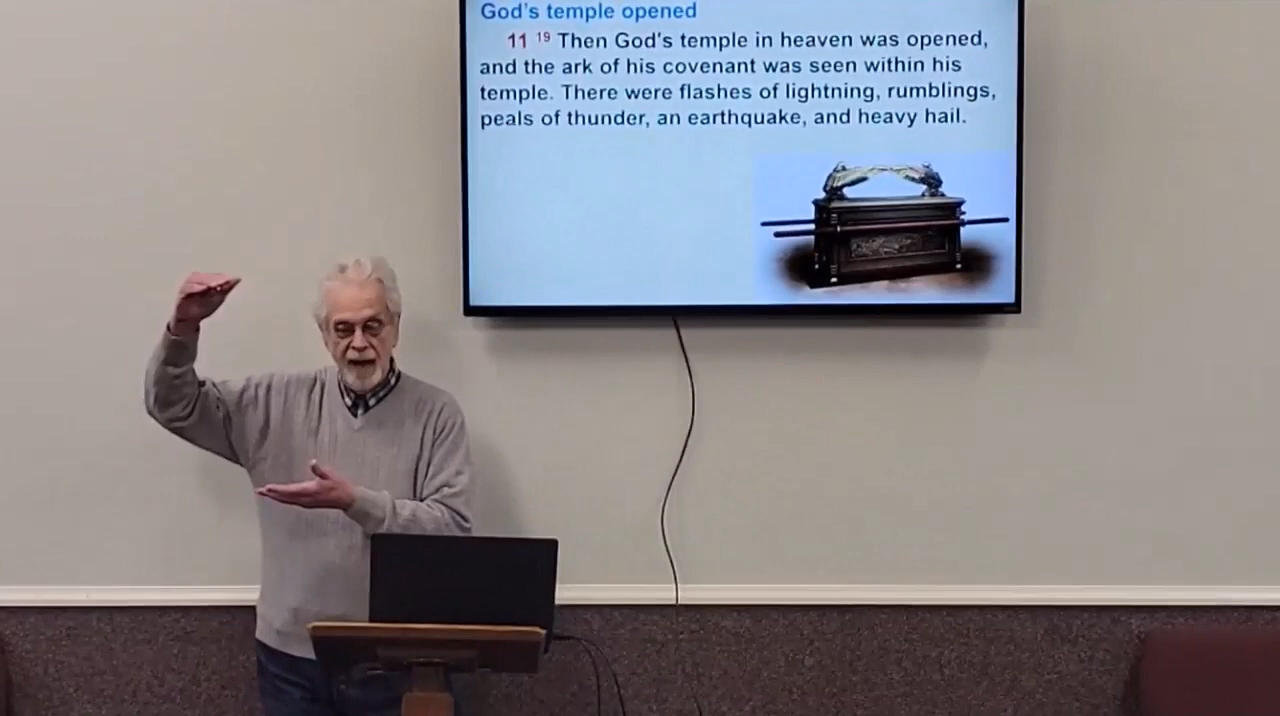 God's temple opened
11 19 Then God's temple in heaven was opened,
and the ark of his covenant was seen within his
temple. There were flashes of lightning, rumblings,
peals of thunder, an earthquake, and heavy hail.